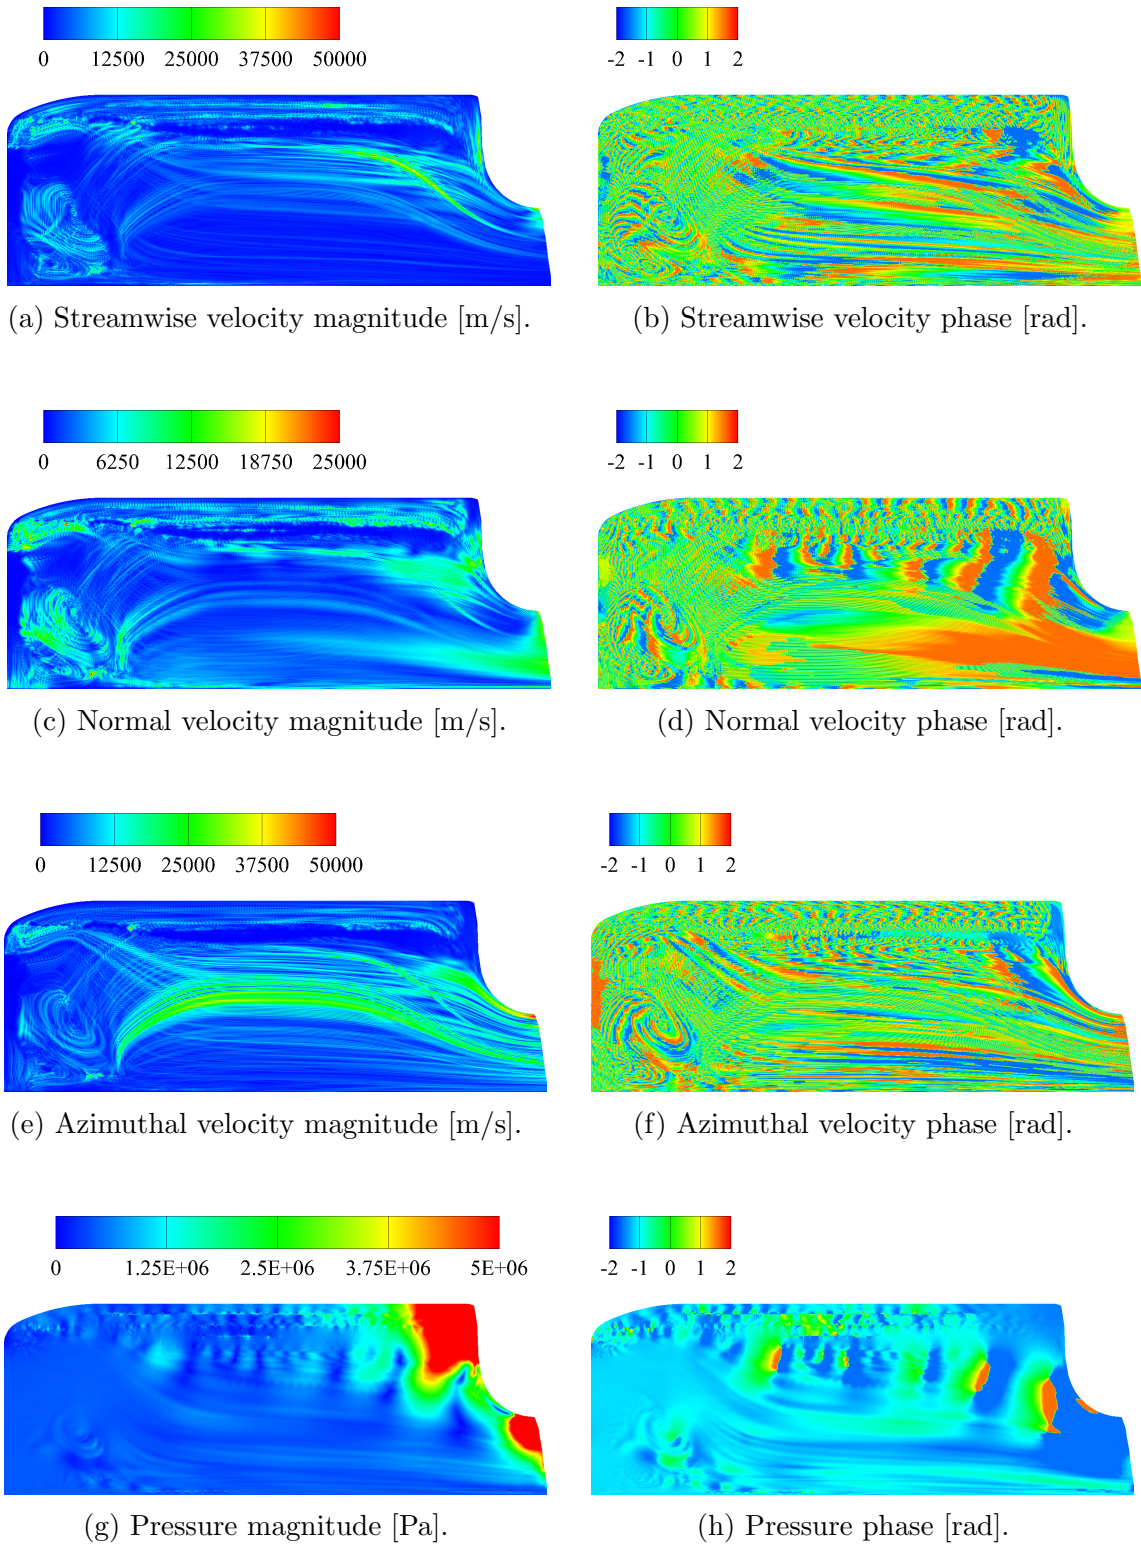 0 12500 25000 37500 50000
-2 -1 0 1 2
(a) Streamwise velocity magnitude [m/s].
(b) Streamwise velocity phase [rad].
0 6250 12500 18750 25000
-2 -1 0 1 2
(c) Normal velocity magnitude [m/s].
(d) Normal velocity phase [rad].
0 12500 25000 37500 50000
-2 -1 0 1 2
(e) Azimuthal velocity magnitude [m/s].
(f) Azimuthal velocity phase [rad].
0 1.25E+06 2.5E+06 3.75E+06 5E+06
-2 -1 0 1 2
(g) Pressure magnitude [Pa].
(h) Pressure phase [rad].